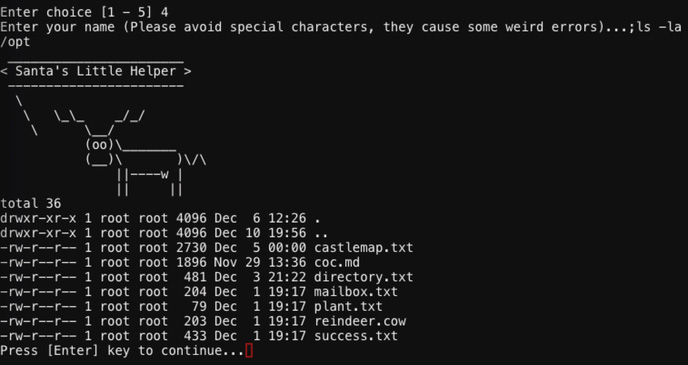 Enter choice [1 - 5] 4
Enter your name (Please avoid special characters, they cause some weird errors)...;ls -la
/opt
 _______________________
< Santa's Little Helper >
 -----------------------
  \
   \   \_\_    _/_/
    \      \__/
           (oo)\_______
           (__)\       )\/\
               ||----w |
               ||     ||
total 36
drwxr-xr-x 1 root root 4096 Dec  6 12:26 .
drwxr-xr-x 1 root root 4096 Dec 10 19:56 ..
-rw-r--r-- 1 root root 2730 Dec  5 00:00 castlemap.txt
-rw-r--r-- 1 root root 1896 Nov 29 13:36 coc.md
-rw-r--r-- 1 root root  481 Dec  3 21:22 directory.txt
-rw-r--r-- 1 root root  204 Dec  1 19:17 mailbox.txt
-rw-r--r-- 1 root root   79 Dec  1 19:17 plant.txt
-rw-r--r-- 1 root root  203 Dec  1 19:17 reindeer.cow
-rw-r--r-- 1 root root  433 Dec  1 19:17 success.txt
Press [Enter] key to continue...